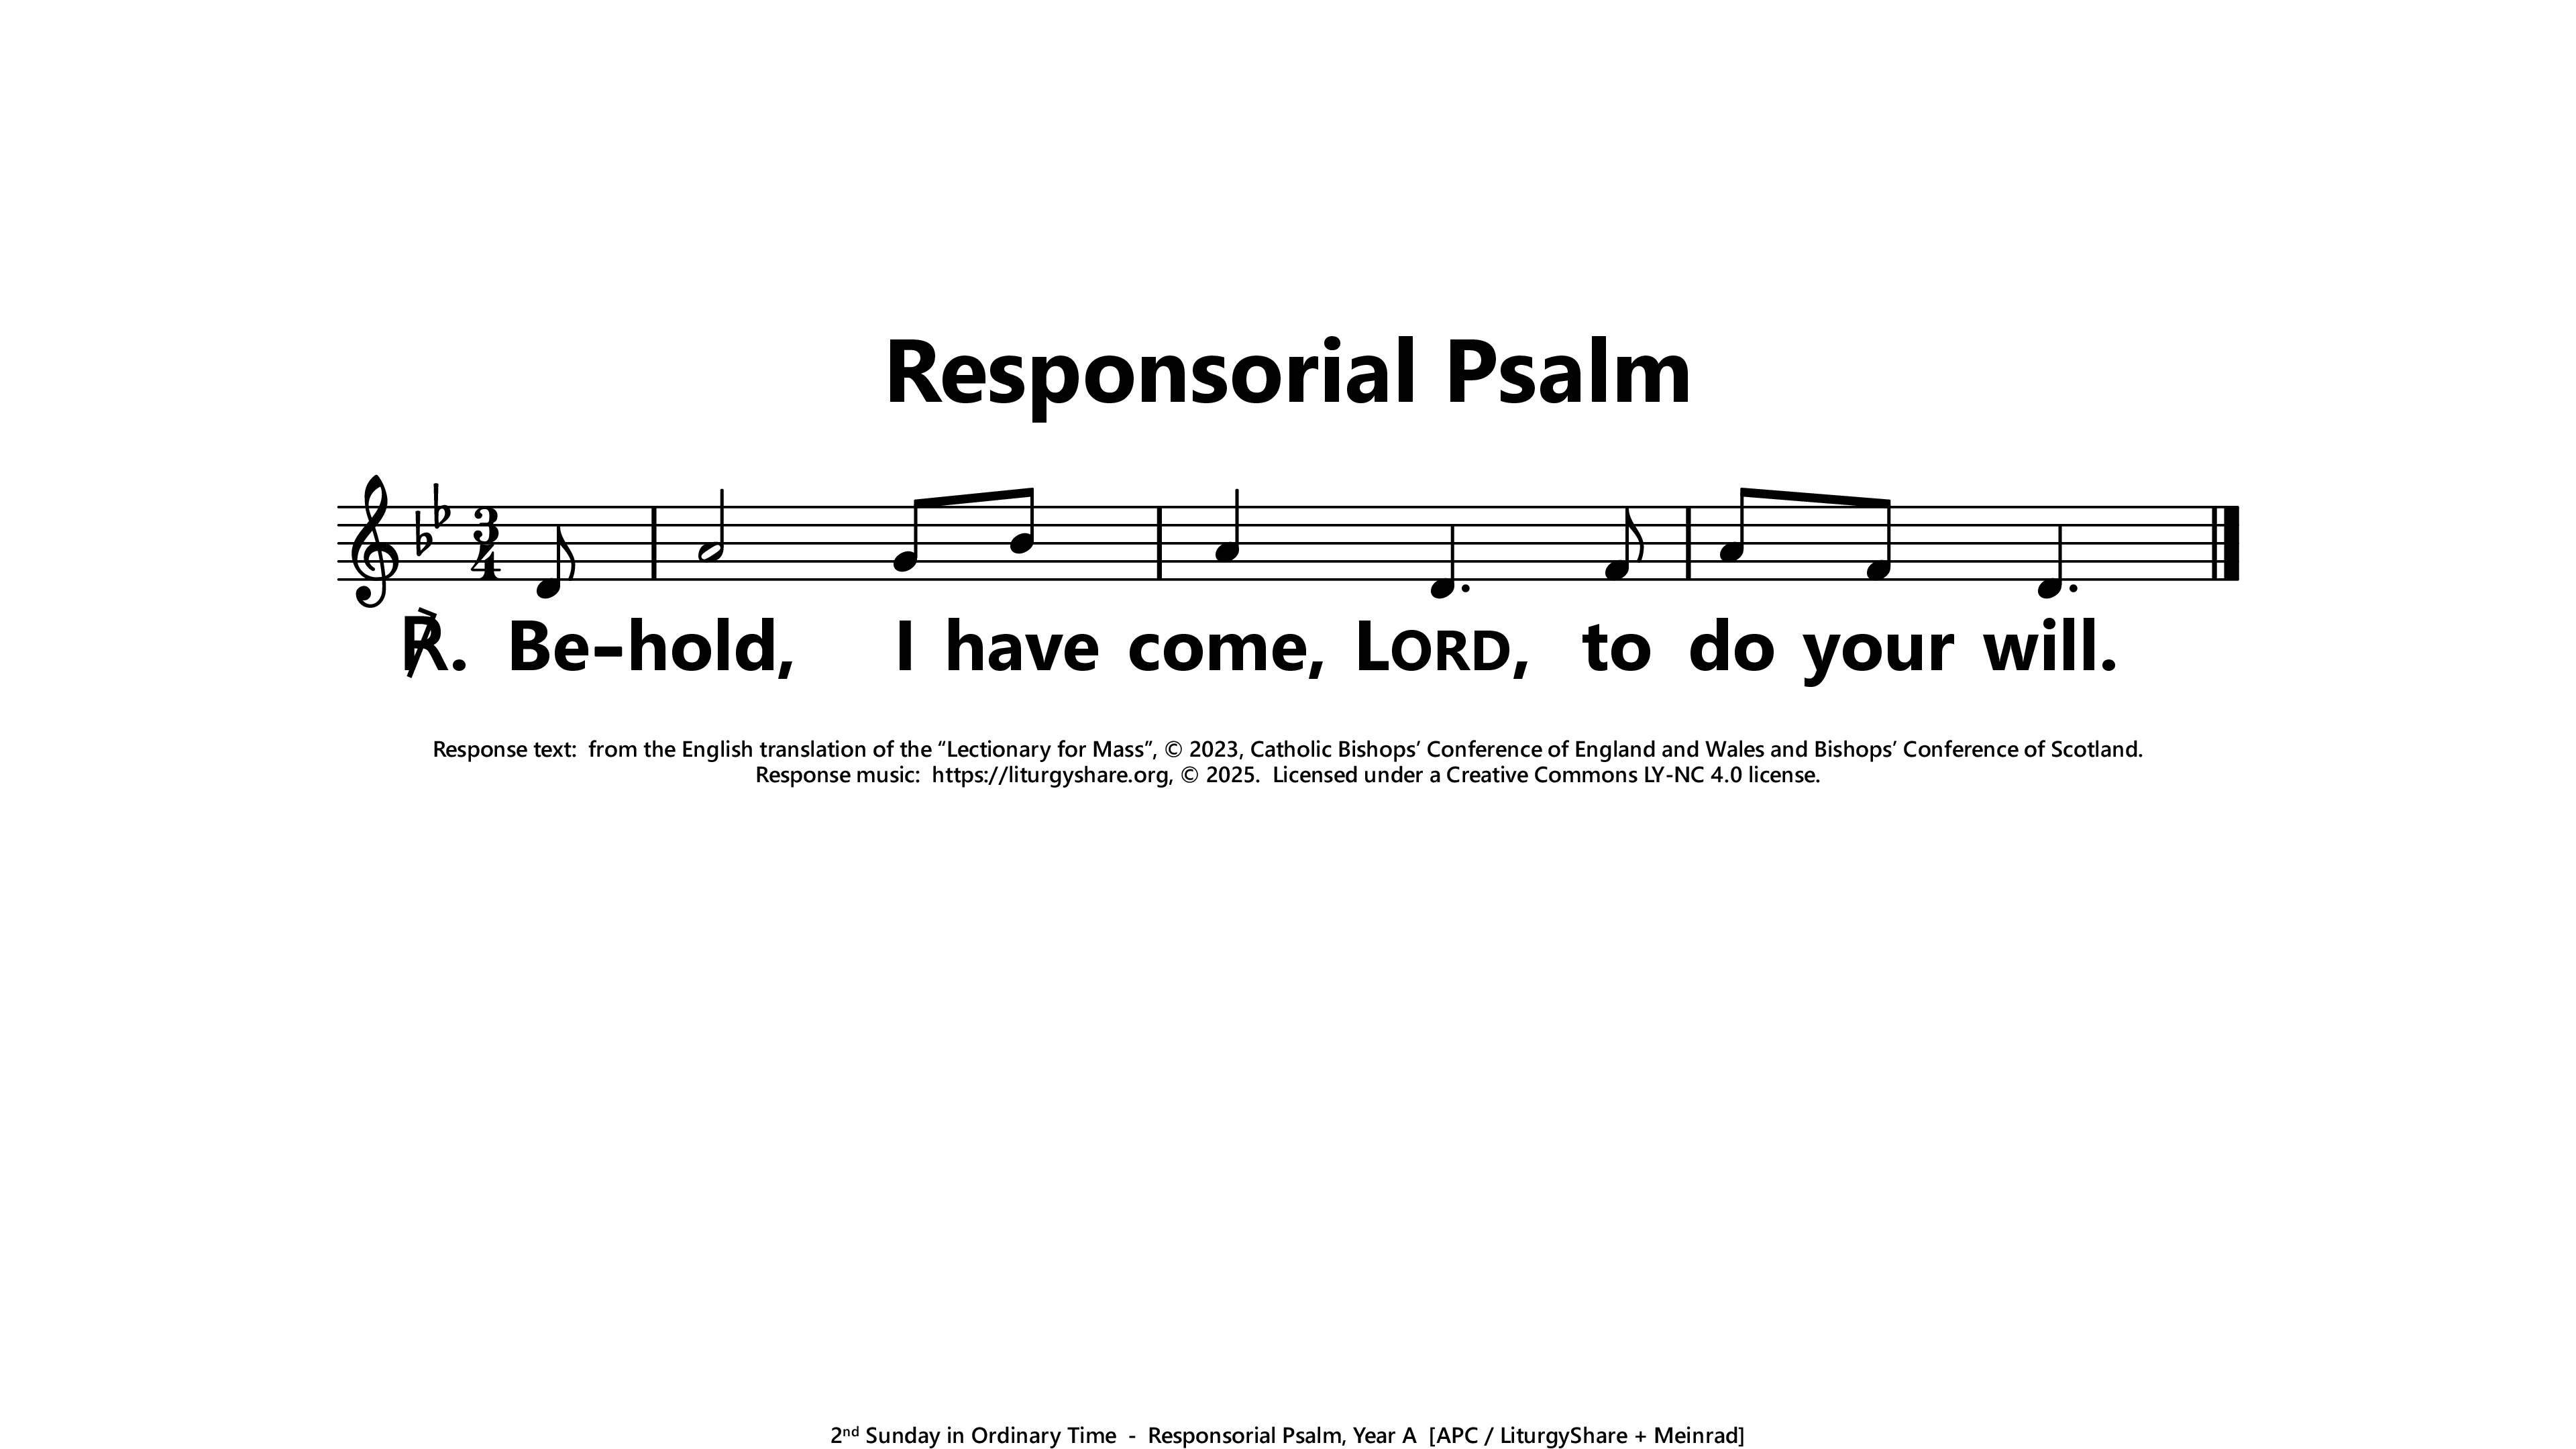 Responsorial Psalm
3
4
℟. Be-hold, I have come, LORD, to do your will.
Response text: from the English translation of the “Lectionary for Mass”, © 2023, Catholic Bishops’ Conference of England and Wales and Bishops’ Conference of Scotland.
Response music: https://liturgyshare.org, © 2025. Licensed under a Creative Commons LY-NC 4.0 license.
2nd Sunday in Ordinary Time - Responsorial Psalm, Year A [APC / LiturgyShare + Meinrad]